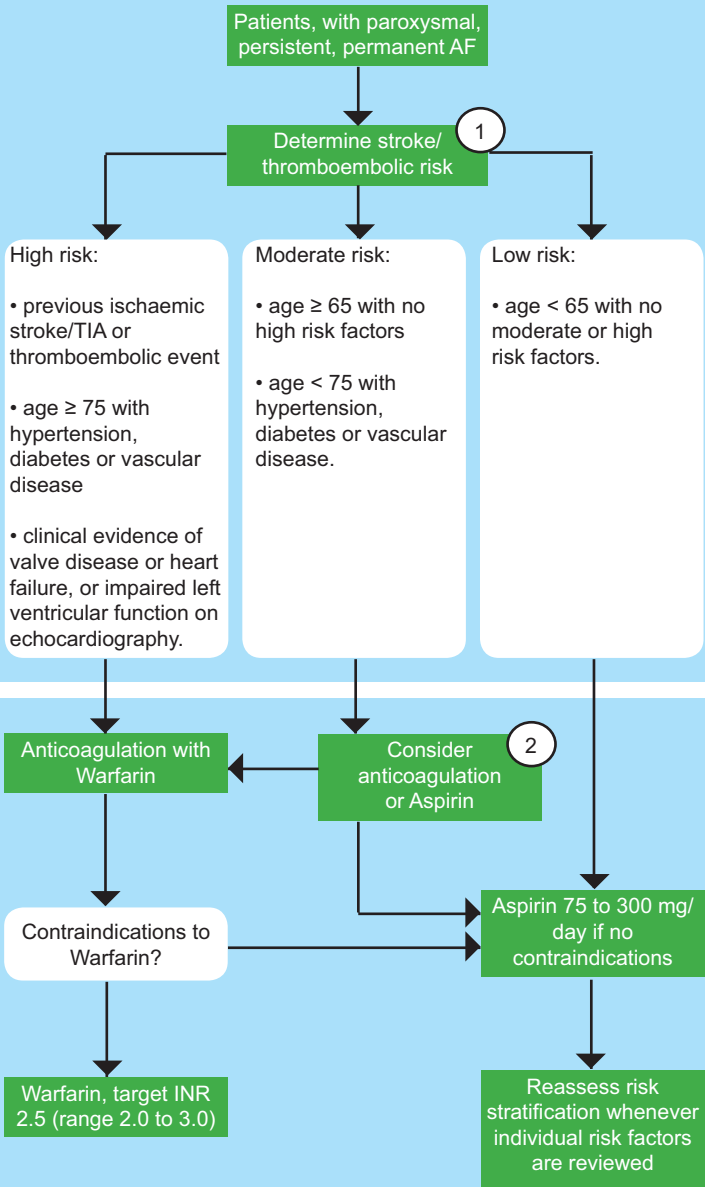 Patients, with paroxysmal,
persistent, permanent AF
Determine stroke/
thromboembolic risk
1
High risk:
• previous ischaemic
stroke/TIA or
thromboembolic event
• age ≥ 75 with
hypertension,
diabetes or vascular
disease
• clinical evidence of
valve disease or heart
failure, or impaired left
ventricular function on
echocardiography.
Moderate risk:
• age ≥ 65 with no
high risk factors
• age < 75 with
hypertension,
diabetes or vascular
disease.
Low risk:
• age < 65 with no
moderate or high
risk factors.
Anticoagulation with
Warfarin
Consider
anticoagulation
or Aspirin
2
Contraindications to
Warfarin?
Aspirin 75 to 300 mg/
day if no
contraindications
Warfarin, target INR
2.5 (range 2.0 to 3.0)
Reassess risk
stratification whenever
individual risk factors
are reviewed